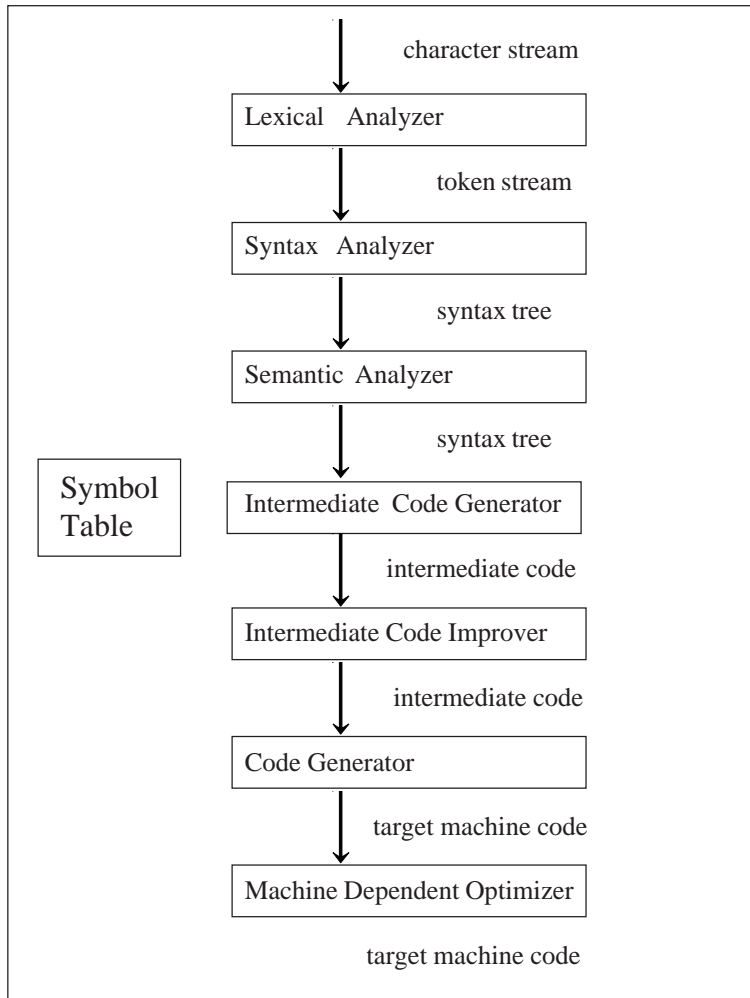 character stream
Lexical Analyzer
token stream
Syntax Analyzer
syntax tree
Semantic Analyzer
syntax tree
Symbol
Table
Intermediate Code Generator
intermediate code
Intermediate Code Improver
intermediate code
Code Generator
target machine code
Machine Dependent Optimizer
target machine code